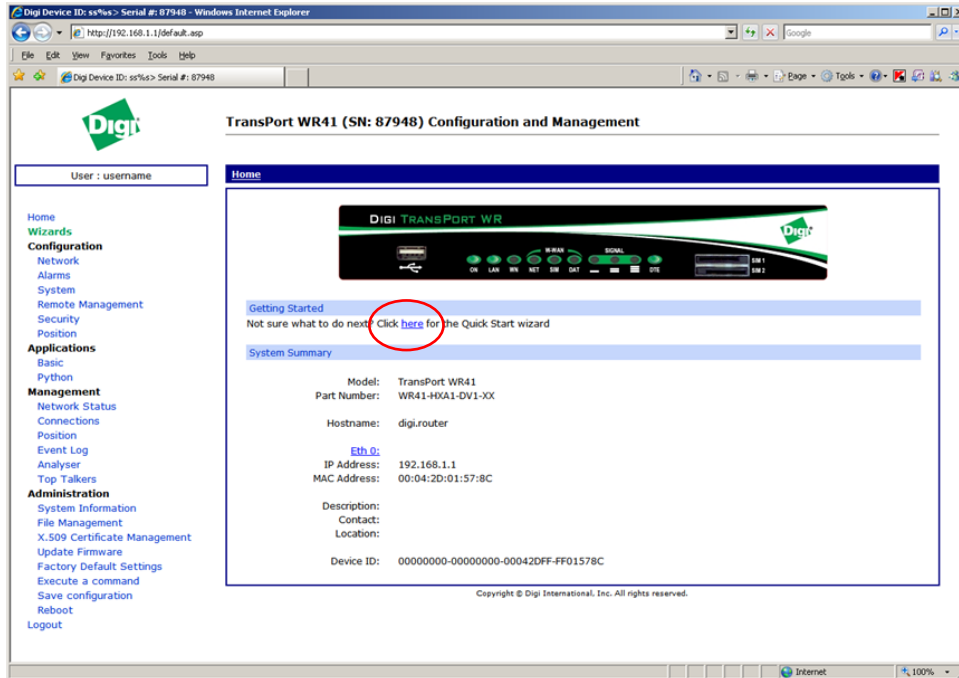 Digi Device ID: ss%s> Serial #: 87948 - Windows Internet Explorer
http://192.168.1.1/default.asp
Google
File Edit View Favorites Tools Help
Digi Device ID: ss%s> Serial #: 87948
Page Tools
Digi
TransPort WR41 (SN: 87948) Configuration and Management
User : username
Home
Home
Wizards
Configuration
Network
Alarms
System
Remote Management
Security
Position
Applications
Basic
Python
Management
Network Status
Connections
Position
Event Log
Analyser
Top Talkers
Administration
System Information
File Management
X.509 Certificate Management
Update Firmware
Factory Default Settings
Execute a command
Save configuration
Reboot
Logout
DIGI TRANSPORT WR
Digi
W-WAN SIGNAL
ON LAN WN NET SIM DAT DTE
SIM 1
SIM 2
Getting Started
Not sure what to do next? Click here for the Quick Start wizard
System Summary
Model: TransPort WR41
Part Number: WR41-HXA1-DV1-XX
Hostname: digi.router
Eth 0:
IP Address: 192.168.1.1
MAC Address: 00:04:2D:01:57:8C
Description:
Contact:
Location:
Device ID: 00000000-00000000-00042DFF-FF01578C
Copyright © Digi International, Inc. All rights reserved.
Internet
100%